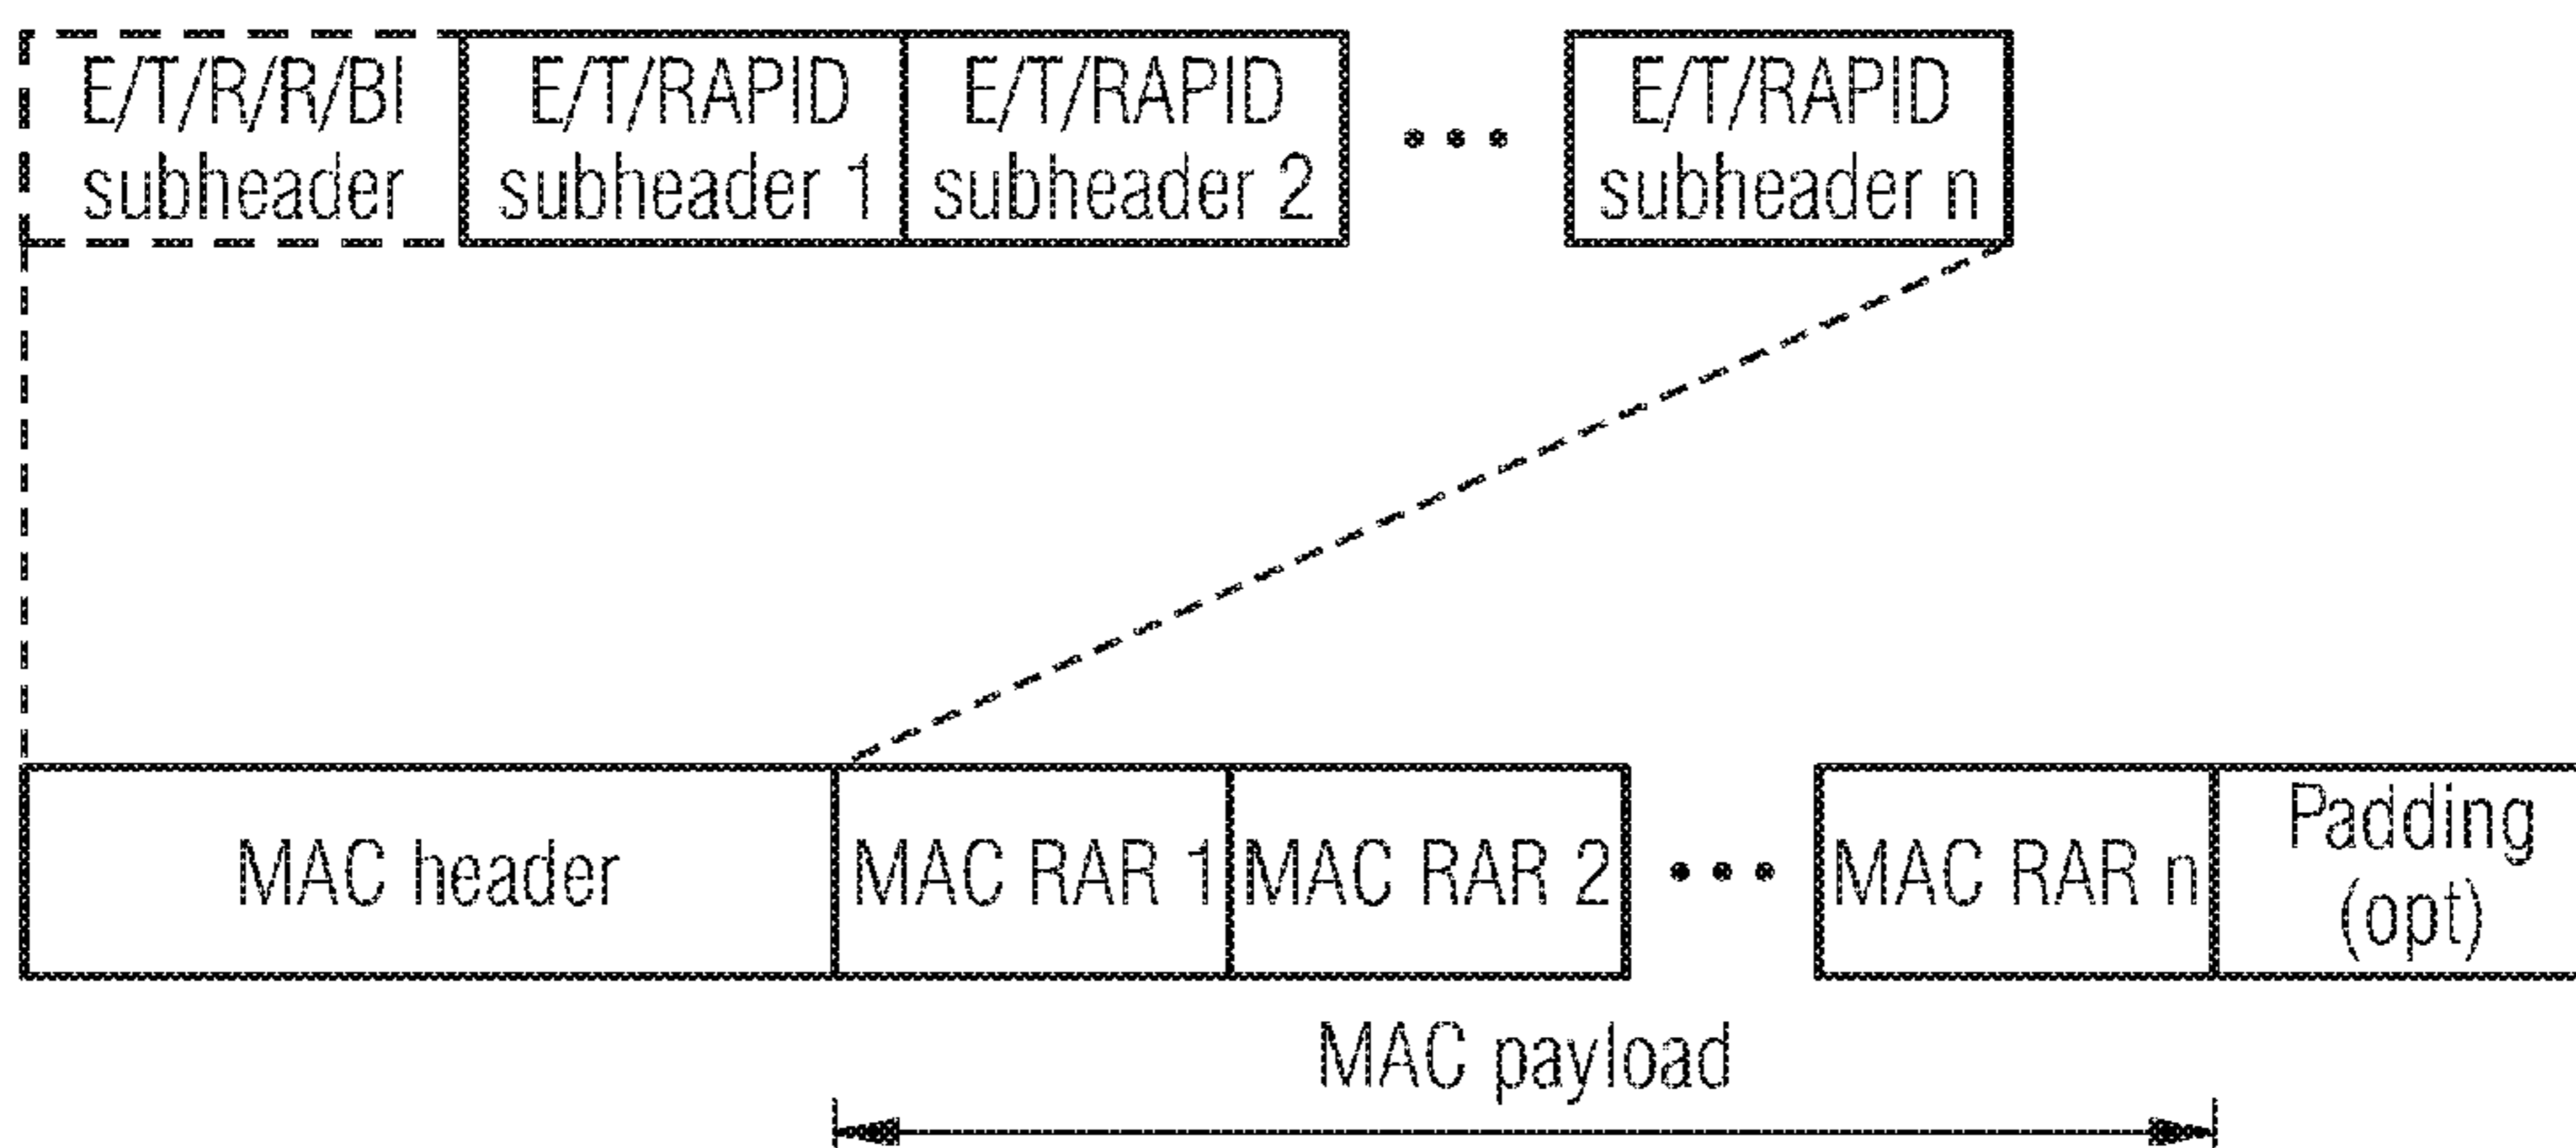 E/T/R/R/BI
subheader
E/T/RAPID
subheader 1
E/T/RAPID
subheader 2
•••
E/T/RAPID
subheader n
MAC header
MAC RAR 1
MAC RAR 2
•••
MAC RAR n
Padding
(opt)
MAC payload